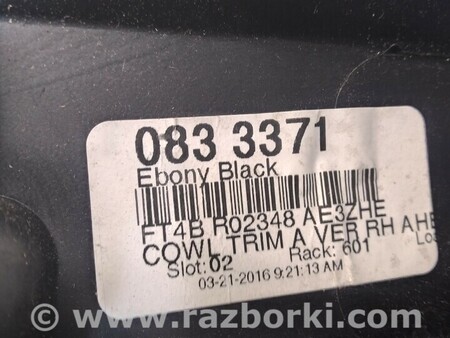 083 3371
Ebony Black
FT4B R02348 AE3ZHE
COWL TRIM A VER RH AHE
Slot: 02 Rack: 601
03-21-2016 9:21:13 AM
www.razborki.com